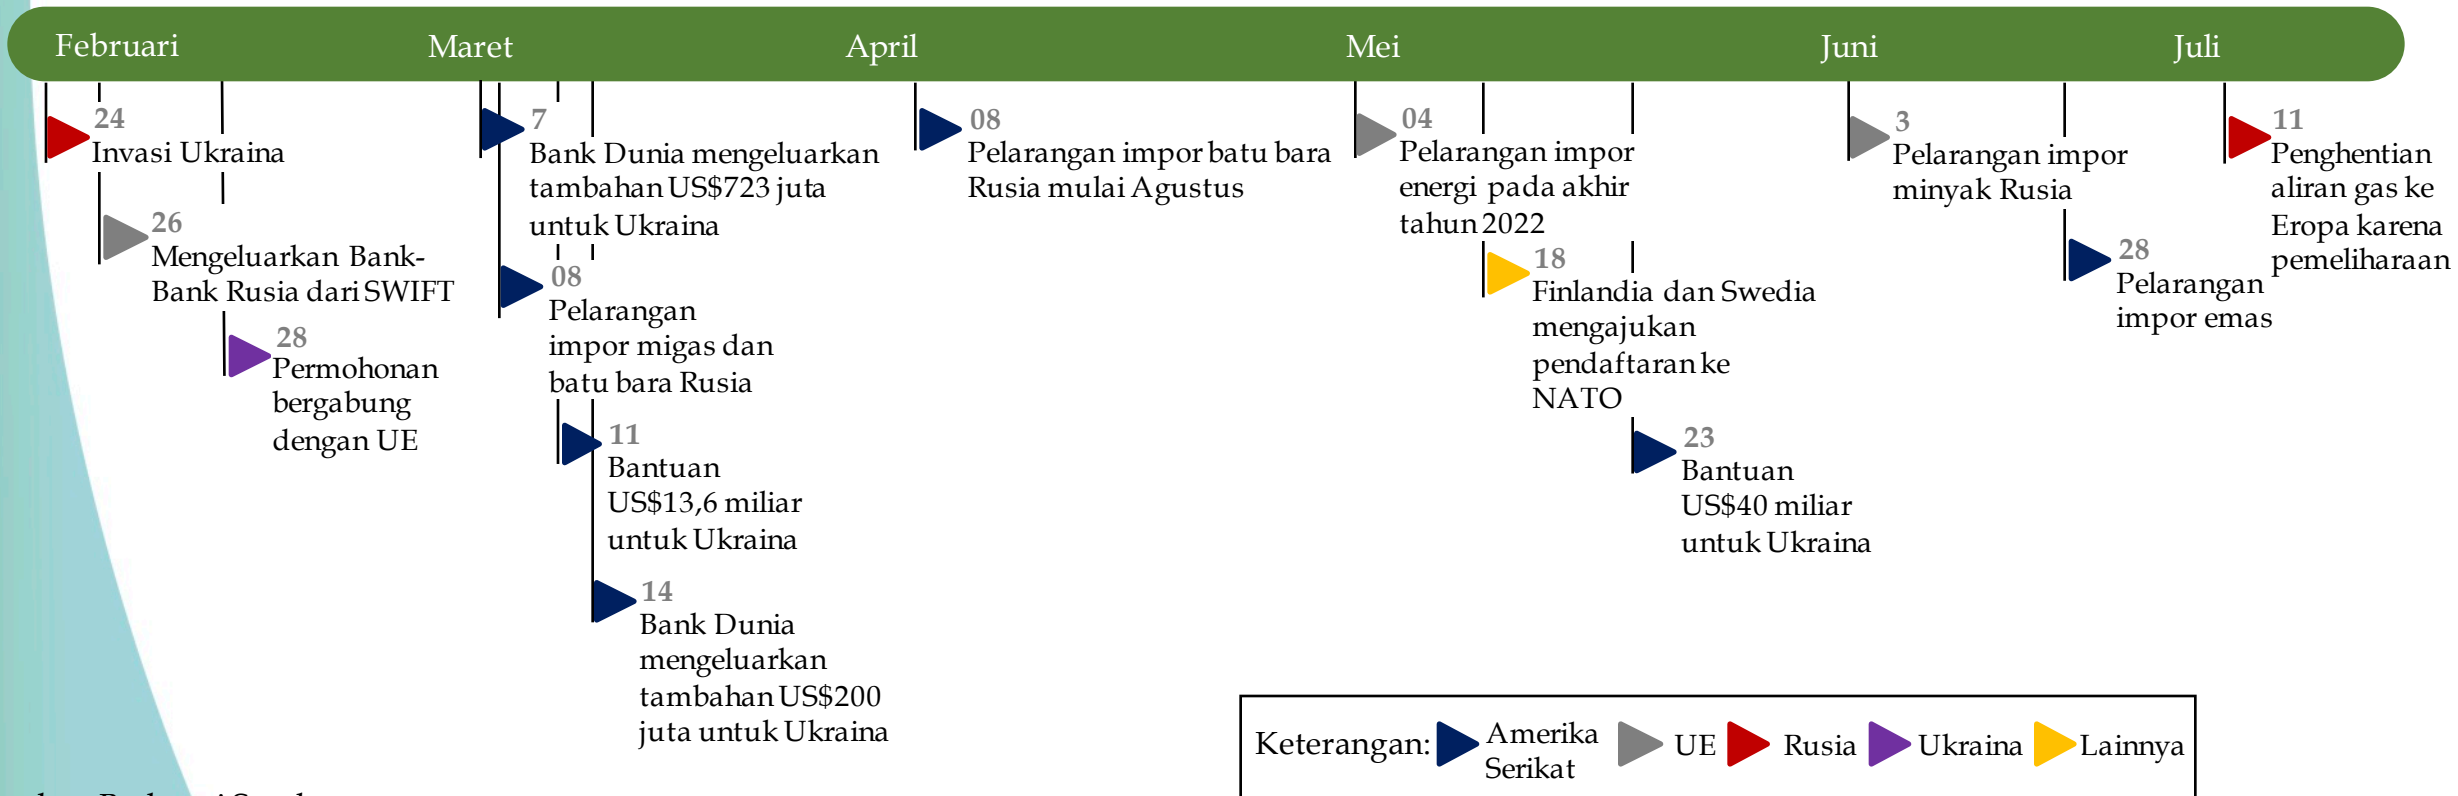 Februari
Maret
April
Mei
Juni
Juli
24
Invasi Ukraina
26
Mengeluarkan Bank-
Bank Rusia dari SWIFT
28
Permohonan
bergabung
dengan UE
7
Bank Dunia mengeluarkan
tambahan US$723 juta
untuk Ukraina
08
Pelarangan
impor migas dan
batu bara Rusia
11
Bantuan
US$13,6 miliar
untuk Ukraina
14
Bank Dunia
mengeluarkan
tambahan US$200
juta untuk Ukraina
08
Pelarangan impor batu bara
Rusia mulai Agustus
04
Pelarangan impor
energi pada akhir
tahun 2022
18
Finlandia dan Swedia
mengajukan
pendaftaran ke
NATO
23
Bantuan
US$40 miliar
untuk Ukraina
3
Pelarangan impor
minyak Rusia
28
Pelarangan
impor emas
11
Penghentian
aliran gas ke
Eropa karena
pemeliharaan
Keterangan:
Amerika
Serikat
UE
Rusia
Ukraina
Lainnya